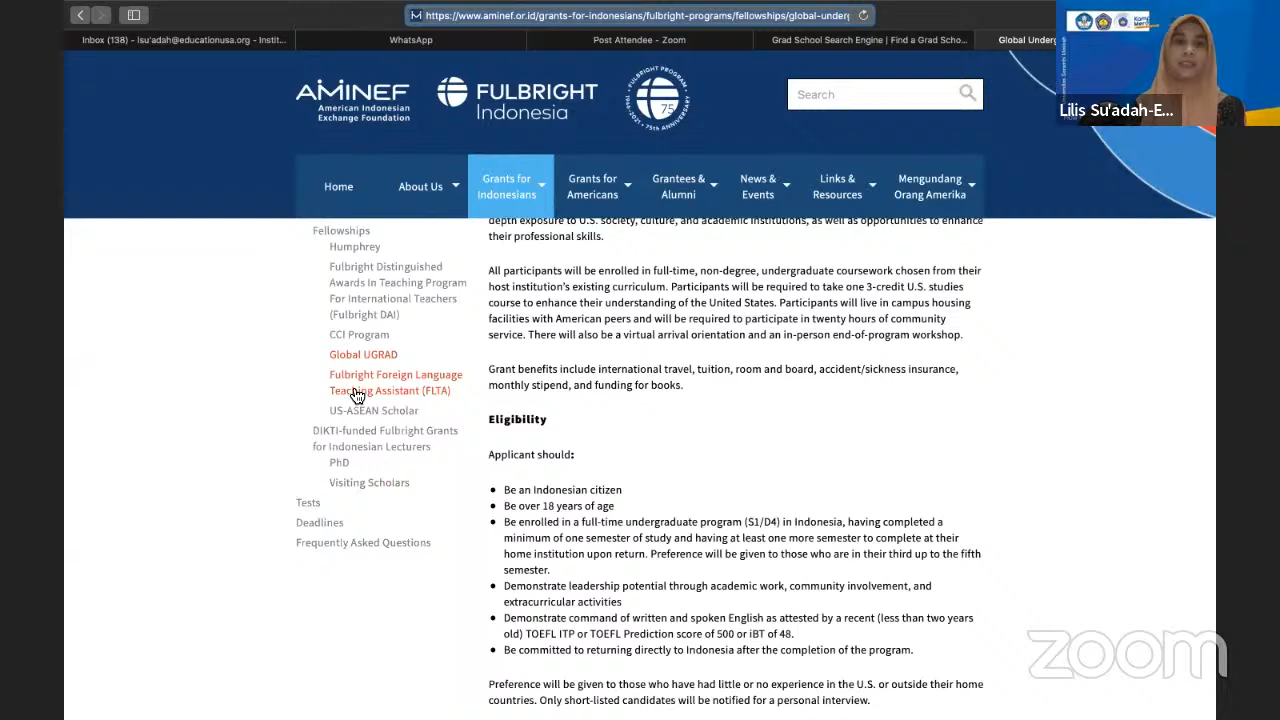 https://www.aminef.or.id/grants-for-indonesians/fulbright-programs/fellowships/global-underg
Inbox (138) - lsu'adah@educationusa.org - Instit...
WhatsApp
Post Attendee - Zoom
Grad School Search Engine | Find a Grad Scho...
Global Underg
AMINEF
American Indonesian
Exchange Foundation
FULBRIGHT
Indonesia
FULBRIGHT PROGRAM
75
1946-2021 • 75th ANNIVERSARY
Search
Lilis Su'adah-E...
Home
About Us
Grants for
Indonesians
Grants for
Americans
Grantees &
Alumni
News &
Events
Links &
Resources
Mengundang
Orang Amerika
Fellowships
Humphrey
Fulbright Distinguished
Awards In Teaching Program
For International Teachers
(Fulbright DAI)
CCI Program
Global UGRAD
Fulbright Foreign Language
Teaching Assistant (FLTA)
US-ASEAN Scholar
DIKTI-funded Fulbright Grants
for Indonesian Lecturers
PhD
Visiting Scholars
Tests
Deadlines
Frequently Asked Questions
depth exposure to U.S. society, culture, and academic institutions, as well as opportunities to enhance
their professional skills.
All participants will be enrolled in full-time, non-degree, undergraduate coursework chosen from their
host institution's existing curriculum. Participants will be required to take one 3-credit U.S. studies
course to enhance their understanding of the United States. Participants will live in campus housing
facilities with American peers and will be required to participate in twenty hours of community
service. There will also be a virtual arrival orientation and an in-person end-of-program workshop.
Grant benefits include international travel, tuition, room and board, accident/sickness insurance,
monthly stipend, and funding for books.
Eligibility
Applicant should:
• Be an Indonesian citizen
• Be over 18 years of age
• Be enrolled in a full-time undergraduate program (S1/D4) in Indonesia, having completed a
minimum of one semester of study and having at least one more semester to complete at their
home institution upon return. Preference will be given to those who are in their third up to the fifth
semester.
• Demonstrate leadership potential through academic work, community involvement, and
extracurricular activities
• Demonstrate command of written and spoken English as attested by a recent (less than two years
old) TOEFL ITP or TOEFL Prediction score of 500 or iBT of 48.
• Be committed to returning directly to Indonesia after the completion of the program.
Preference will be given to those who have had little or no experience in the U.S. or outside their home
countries. Only short-listed candidates will be notified for a personal interview.
zoom